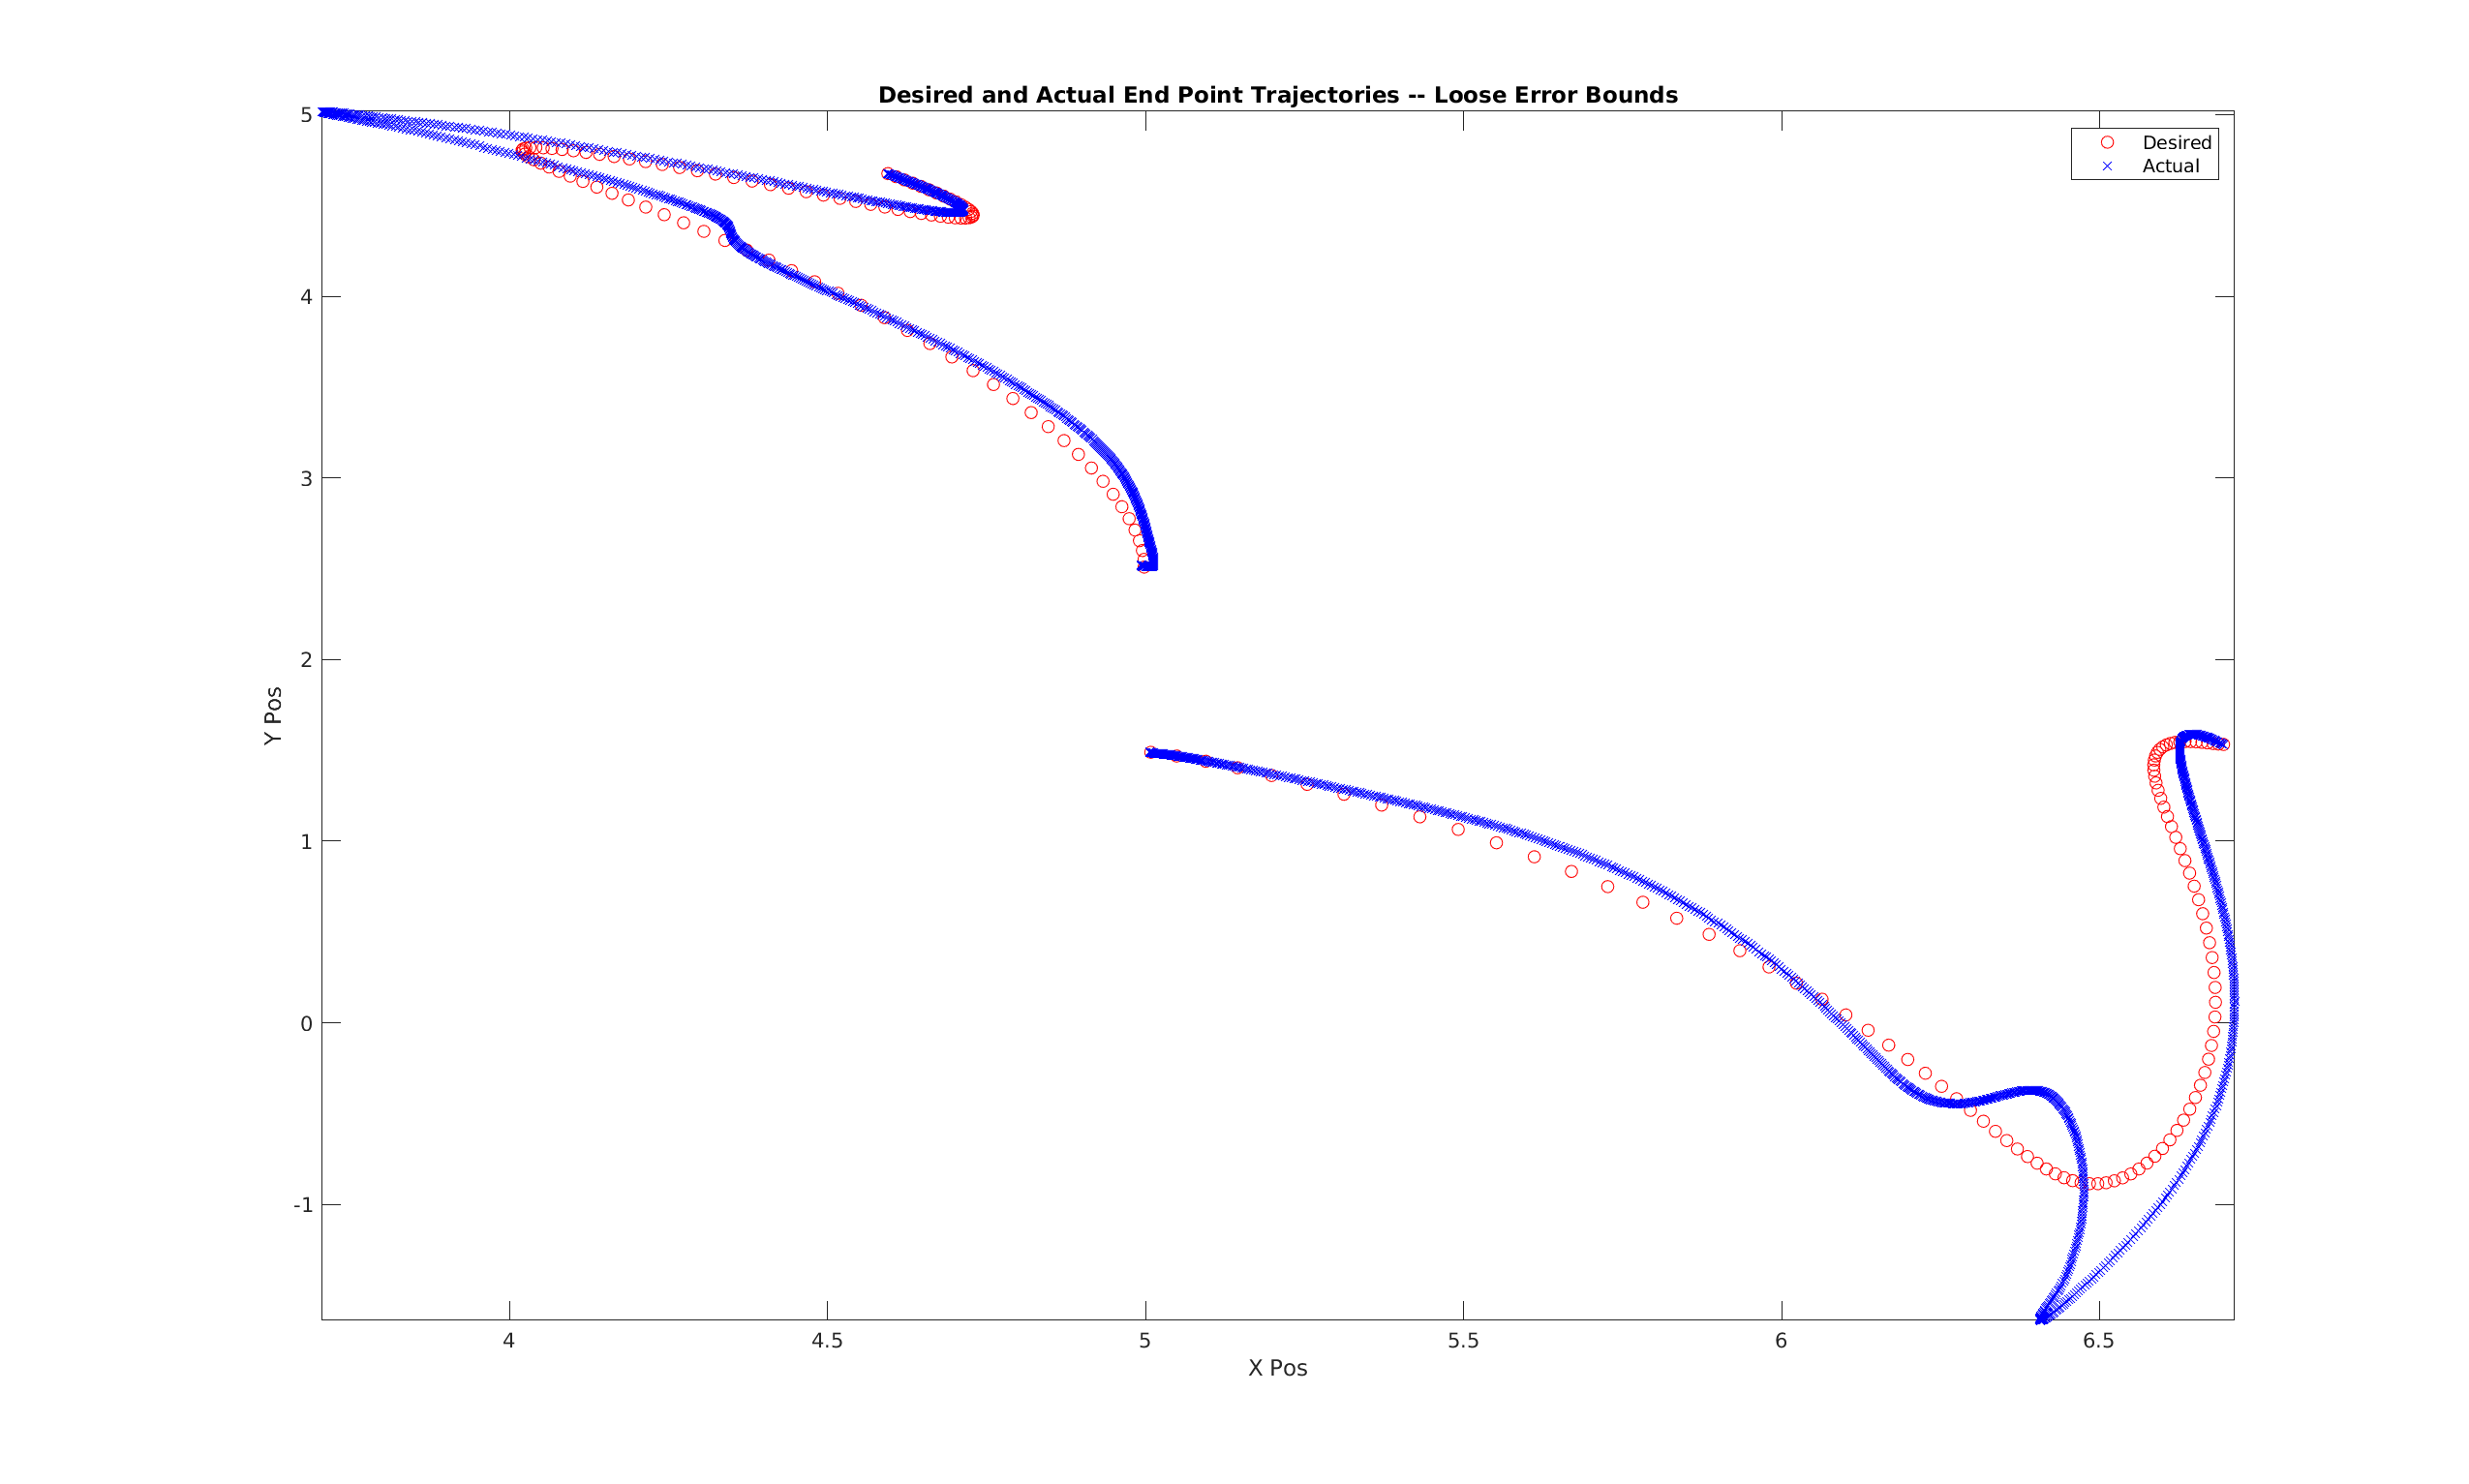 Desired and Actual End Point Trajectories -- Loose Error Bounds
Desired
Actual
5
4
3
2
1
0
-1
Y Pos
4
4.5
5
5.5
6
6.5
X Pos